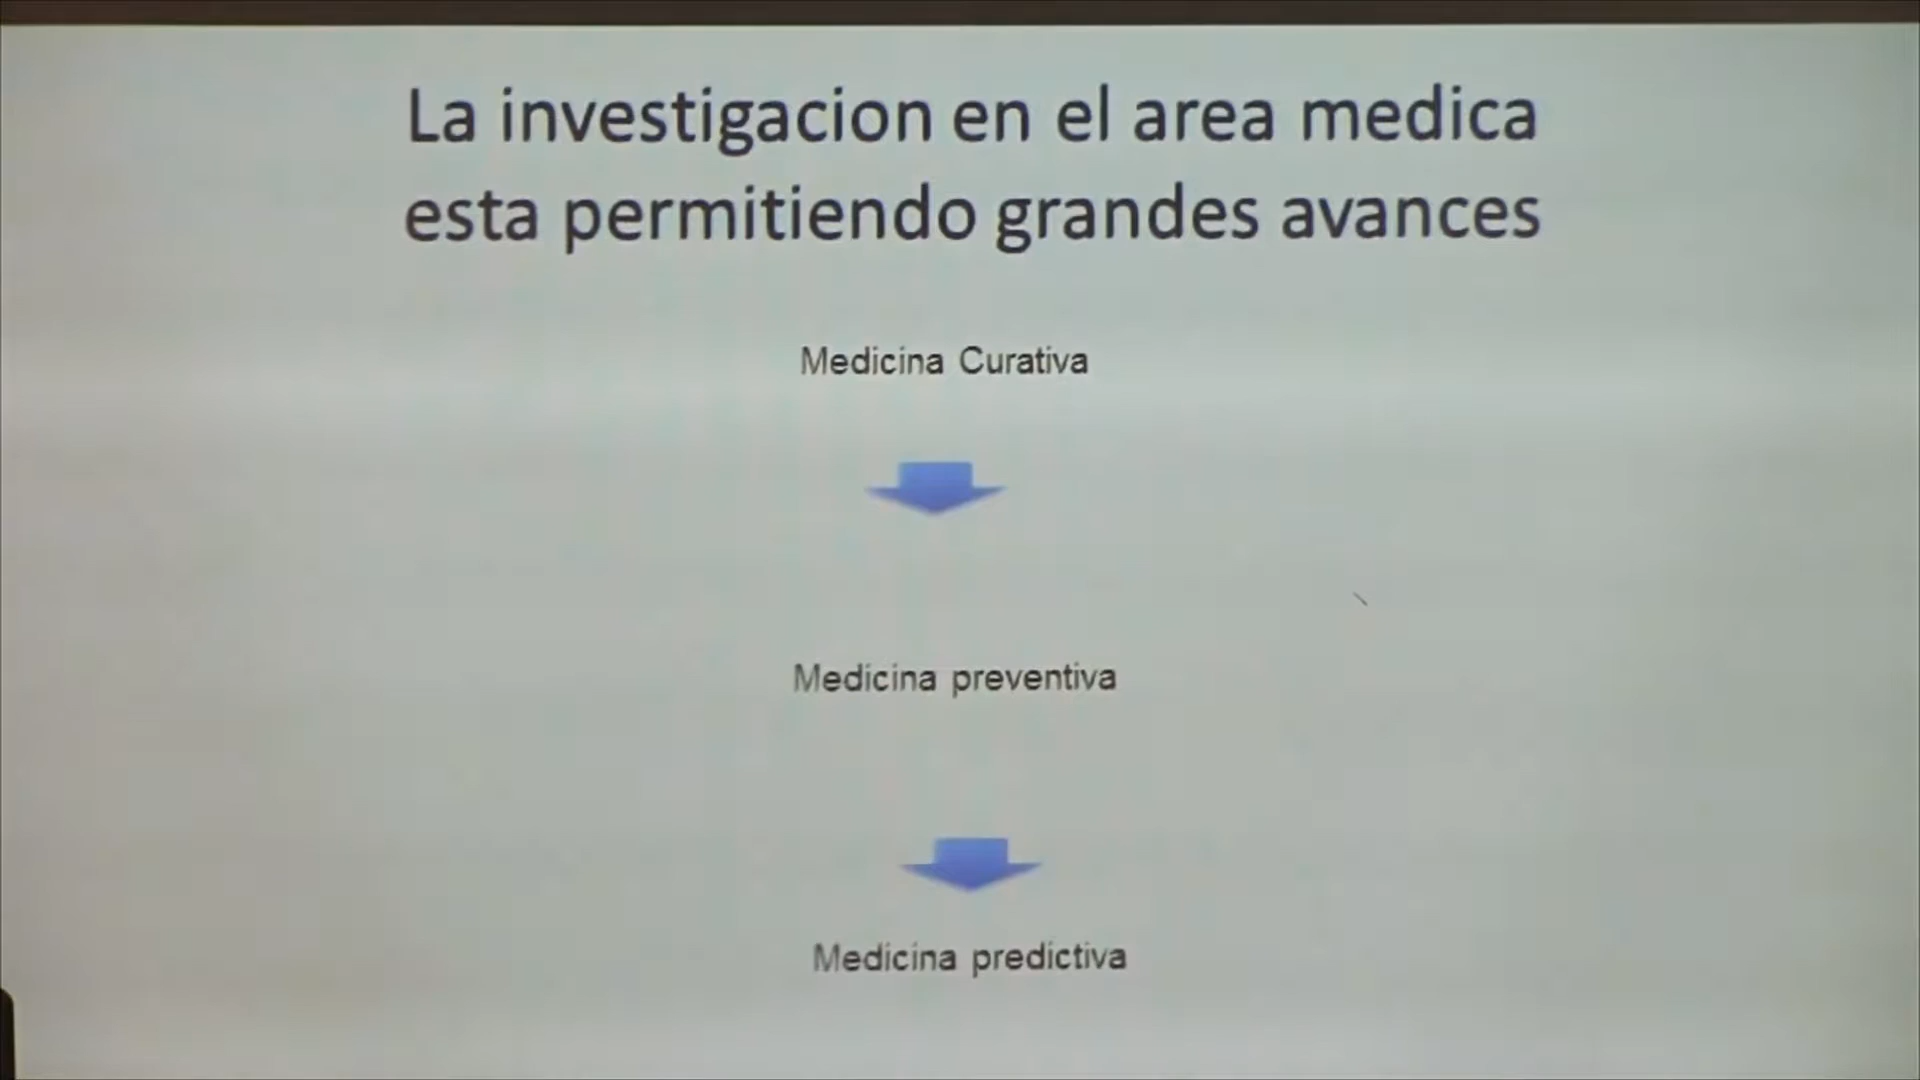 La investigacion en el area medica
esta permitiendo grandes avances
Medicina Curativa
Medicina preventiva
Medicina predictiva